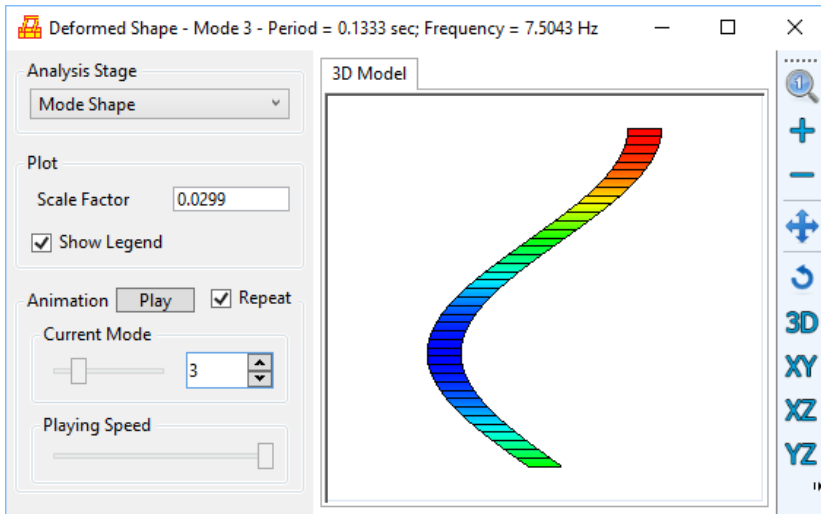 Deformed Shape - Mode 3 - Period = 0.1333 sec; Frequency = 7.5043 Hz
Analysis Stage
Mode Shape
Plot
Scale Factor 0.0299
Show Legend
Animation Play Repeat
Current Mode
3
Playing Speed
3D Model
1
3D
XY
XZ
YZ